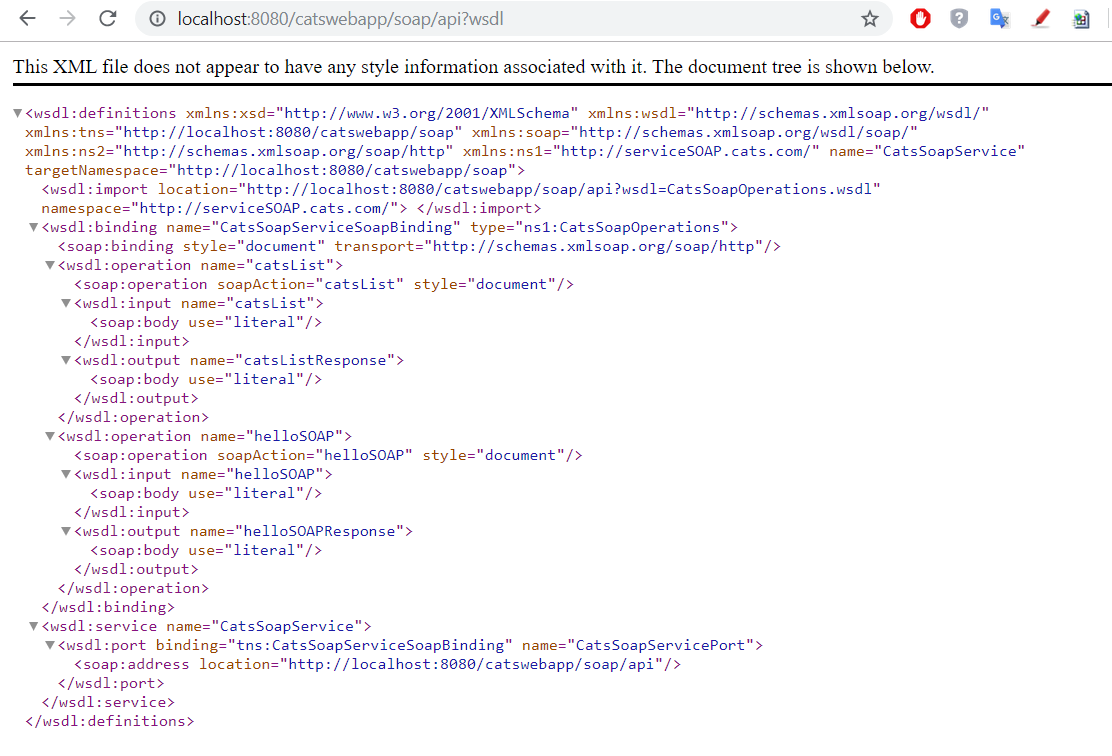 localhost:8080/catswebapp/soap/api?wsdl
This XML file does not appear to have any style information associated with it. The document tree is shown below.
▼<wsdl:definitions xmlns:xsd="http://www.w3.org/2001/XMLSchema" xmlns:wsdl="http://schemas.xmlsoap.org/wsdl/"
xmlns:tns="http://localhost:8080/catswebapp/soap" xmlns:soap="http://schemas.xmlsoap.org/wsdl/soap/"
xmlns:ns2="http://schemas.xmlsoap.org/soap/http" xmlns:ns1="http://serviceSOAP.cats.com/" name="CatsSoapService"
targetNamespace="http://localhost:8080/catswebapp/soap">
<wsdl:import location="http://localhost:8080/catswebapp/soap/api?wsdl=CatsSoapOperations.wsdl"
namespace="http://serviceSOAP.cats.com/"> </wsdl:import>
▼<wsdl:binding name="CatsSoapServiceSoapBinding" type="ns1:CatsSoapOperations">
<soap:binding style="document" transport="http://schemas.xmlsoap.org/soap/http"/>
▼<wsdl:operation name="catsList">
<soap:operation soapAction="catsList" style="document"/>
▼<wsdl:input name="catsList">
<soap:body use="literal"/>
</wsdl:input>
▼<wsdl:output name="catsListResponse">
<soap:body use="literal"/>
</wsdl:output>
</wsdl:operation>
▼<wsdl:operation name="helloSOAP">
<soap:operation soapAction="helloSOAP" style="document"/>
▼<wsdl:input name="helloSOAP">
<soap:body use="literal"/>
</wsdl:input>
▼<wsdl:output name="helloSOAPResponse">
<soap:body use="literal"/>
</wsdl:output>
</wsdl:operation>
</wsdl:binding>
▼<wsdl:service name="CatsSoapService">
▼<wsdl:port binding="tns:CatsSoapServiceSoapBinding" name="CatsSoapServicePort">
<soap:address location="http://localhost:8080/catswebapp/soap/api"/>
</wsdl:port>
</wsdl:service>
</wsdl:definitions>